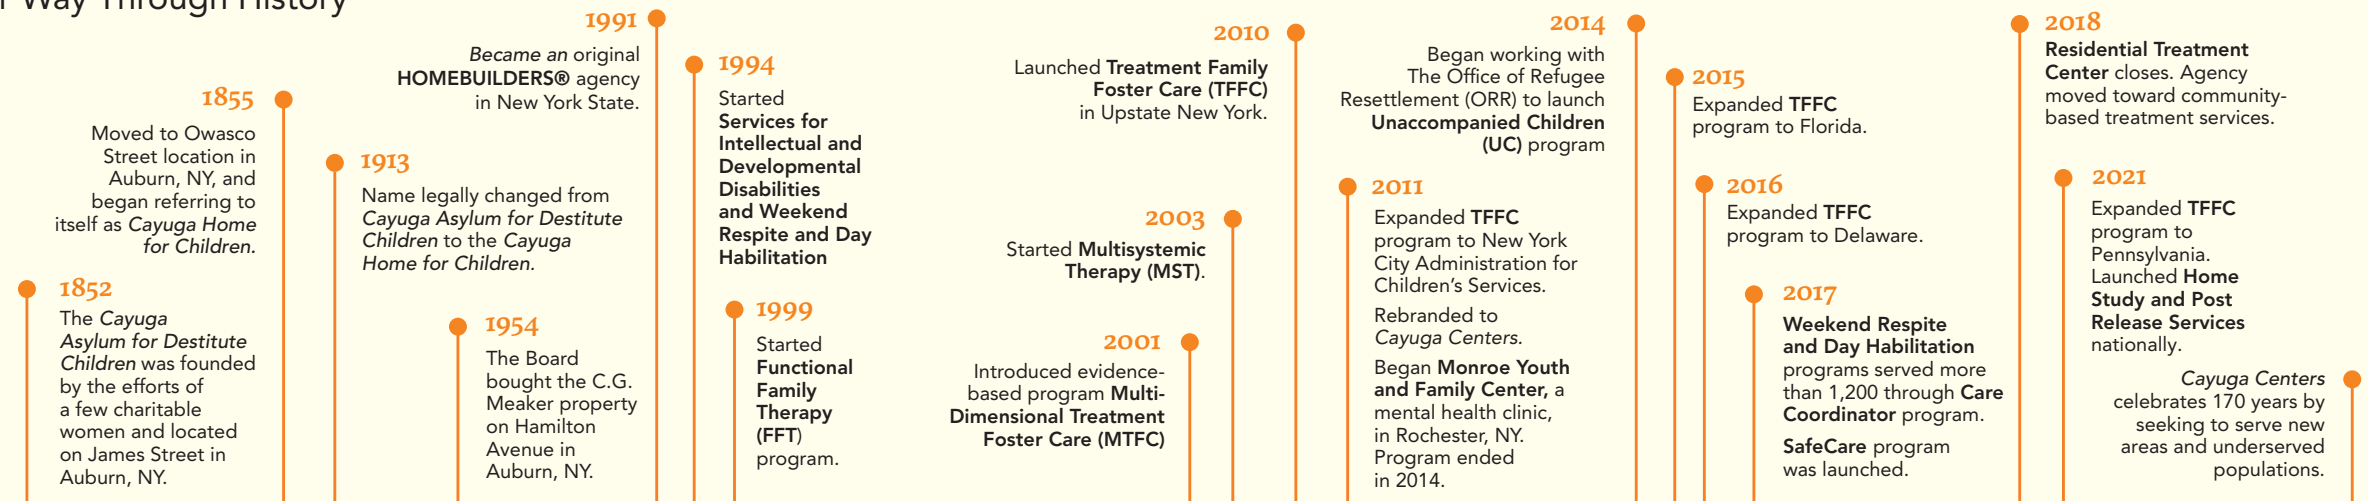 Way Through History
1852
The Cayuga
Asylum for Destitute
Children was founded
by the efforts of
a few charitable
women and located
on James Street in
Auburn, NY.
1855
Moved to Owasco
Street location in
Auburn, NY, and
began referring to
itself as Cayuga Home
for Children.
1913
Name legally changed from
Cayuga Asylum for Destitute
Children to the Cayuga
Home for Children.
1954
The Board
bought the C.G.
Meaker property
on Hamilton
Avenue in
Auburn, NY.
1991
Became an original
HOMEBUILDERS® agency
in New York State.
1994
Started
Services for
Intellectual and
Developmental
Disabilities
and Weekend
Respite and Day
Habilitation
1999
Started
Functional
Family
Therapy
(FFT)
program.
2001
Introduced evidence-
based program Multi-
Dimensional Treatment
Foster Care (MTFC)
2003
Started Multisystemic
Therapy (MST).
2010
Launched Treatment Family
Foster Care (TFFC)
in Upstate New York.
2011
Expanded TFFC
program to New York
City Administration for
Children's Services.
Rebranded to
Cayuga Centers.
Began Monroe Youth
and Family Center, a
mental health clinic,
in Rochester, NY.
Program ended
in 2014.
2014
Began working with
The Office of Refugee
Resettlement (ORR) to launch
Unaccompanied Children
(UC) program
2015
Expanded TFFC
program to Florida.
2016
Expanded TFFC
program to Delaware.
2017
Weekend Respite
and Day Habilitation
programs served more
than 1,200 through Care
Coordinator program.
SafeCare program
was launched.
2018
Residential Treatment
Center closes. Agency
moved toward community-
based treatment services.
2021
Expanded TFFC
program to
Pennsylvania.
Launched Home
Study and Post
Release Services
nationally.
Cayuga Centers
celebrates 170 years by
seeking to serve new
areas and underserved
populations.